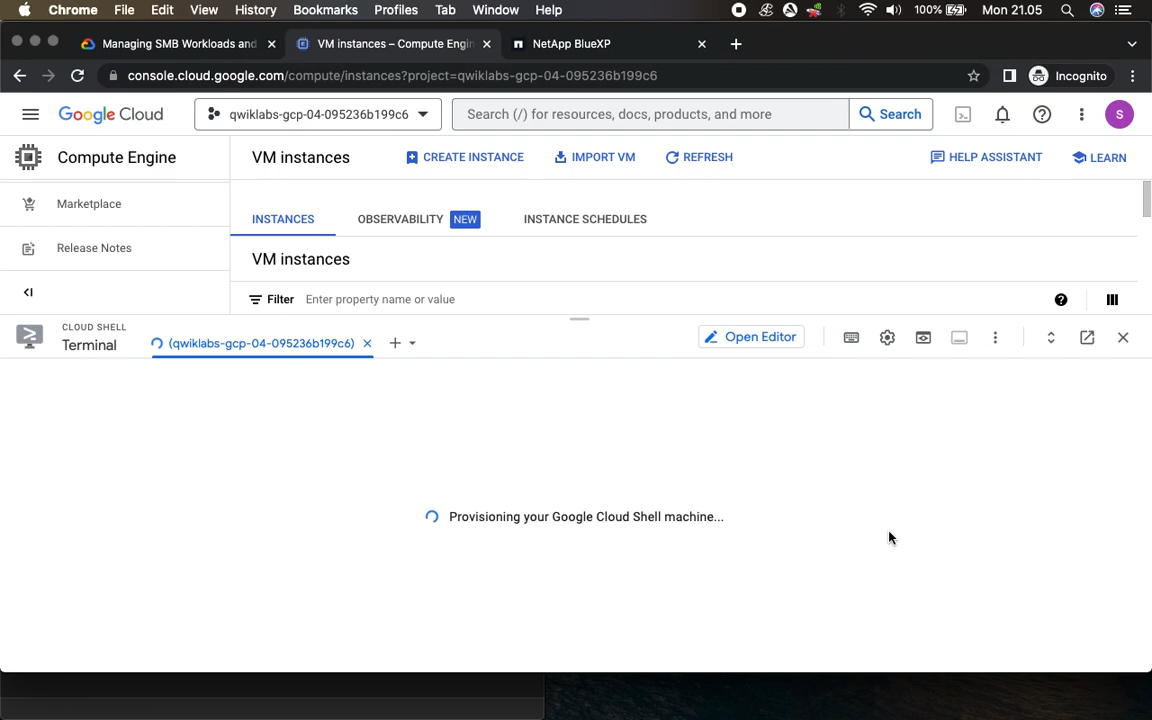 Chrome File Edit View History Bookmarks Profiles Tab Window Help 100% Mon 21.05
Managing SMB Workloads and
VM instances – Compute Engin
NetApp BlueXP
console.cloud.google.com/compute/instances?project=qwiklabs-gcp-04-095236b199c6
Incognito
Google Cloud
qwiklabs-gcp-04-095236b199c6
Search (/) for resources, docs, products, and more
Search
S
Compute Engine
VM instances
CREATE INSTANCE
IMPORT VM
REFRESH
HELP ASSISTANT
LEARN
Marketplace
Release Notes
INSTANCES
OBSERVABILITY NEW
INSTANCE SCHEDULES
VM instances
Filter Enter property name or value
CLOUD SHELL
Terminal
(qwiklabs-gcp-04-095236b199c6)
Open Editor
Provisioning your Google Cloud Shell machine...